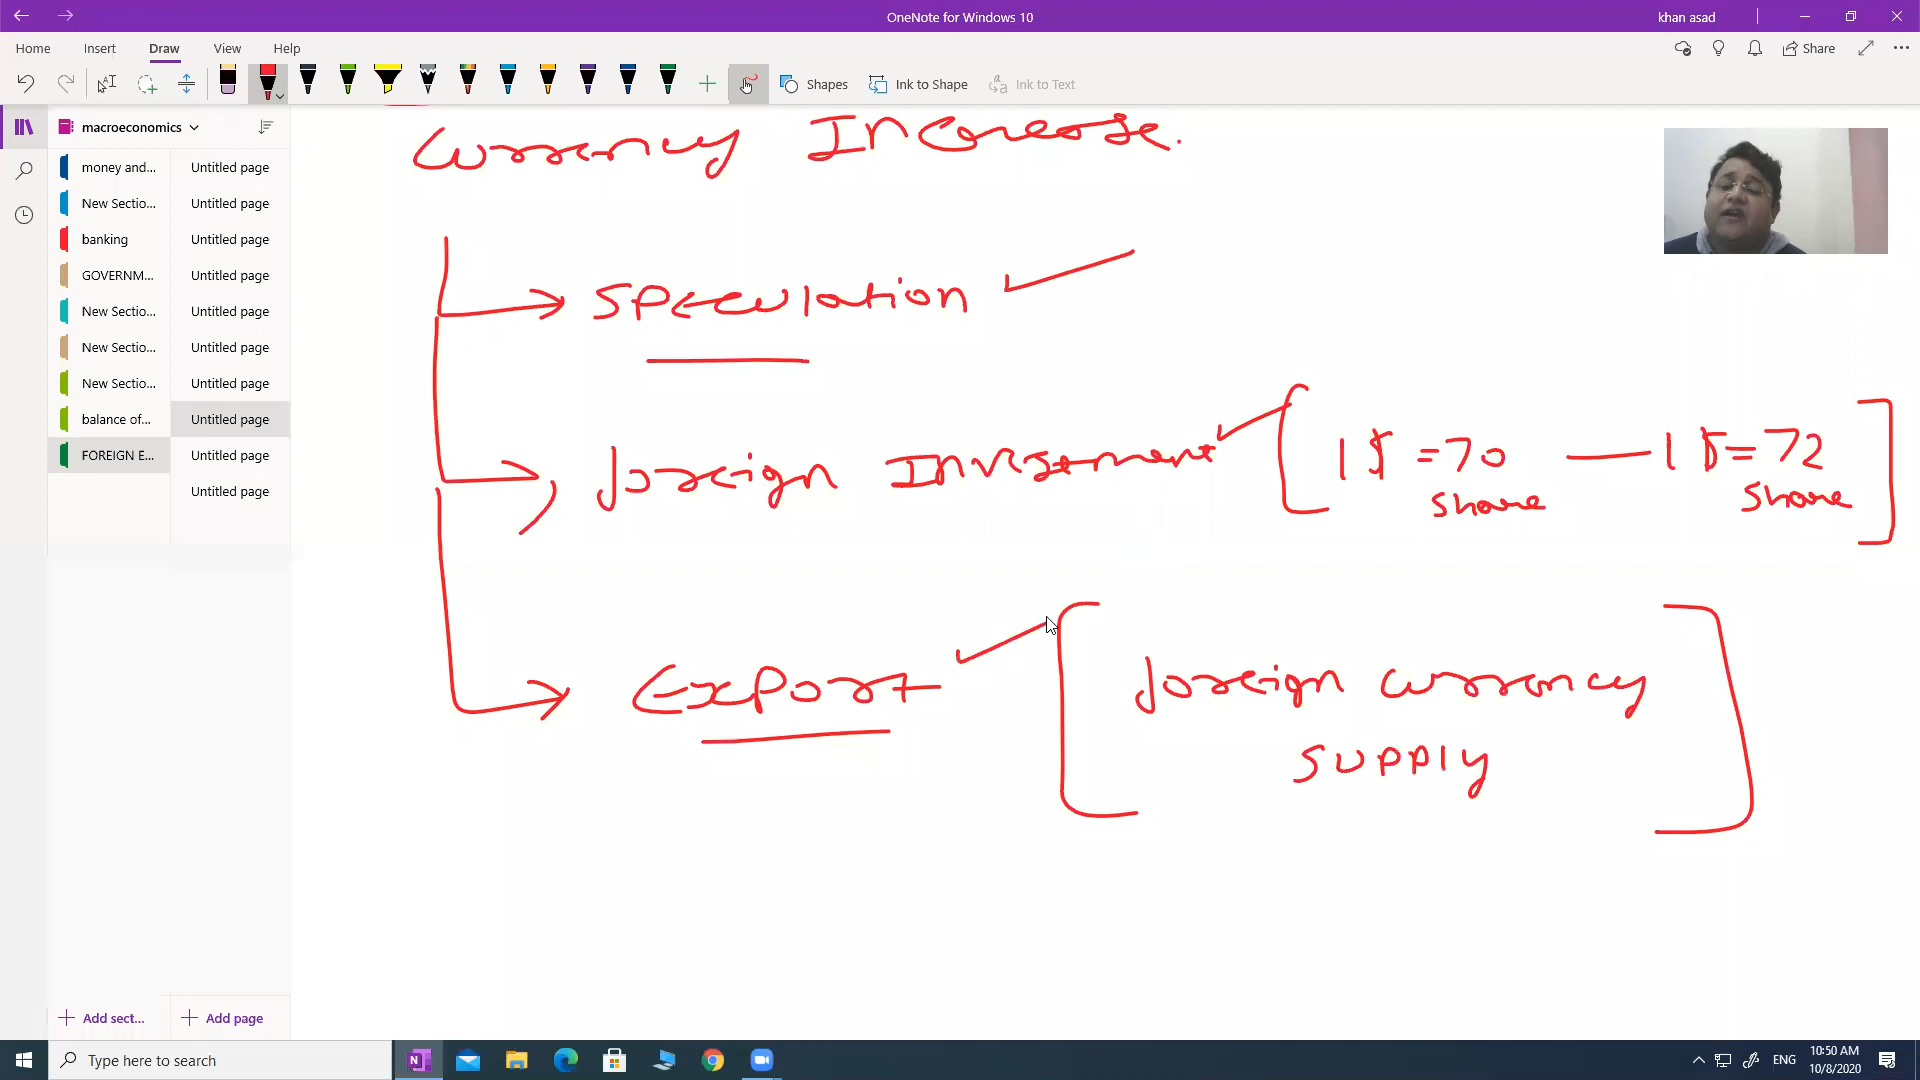 OneNote for Windows 10
khan asad
Home Insert Draw View Help
Share
Shapes Ink to Shape Ink to Text
macroeconomics
money and... Untitled page
New Sectio... Untitled page
banking Untitled page
GOVERNM... Untitled page
New Sectio... Untitled page
New Sectio... Untitled page
New Sectio... Untitled page
balance of... Untitled page
FOREIGN E... Untitled page
Untitled page
Currency Increase.
Speculation
foreign Investment [ 1$ = 70 — 1$ = 72 ]
share share
Export
foreign currency
supply
Add sect... Add page
Type here to search
ENG
10:50 AM
10/8/2020